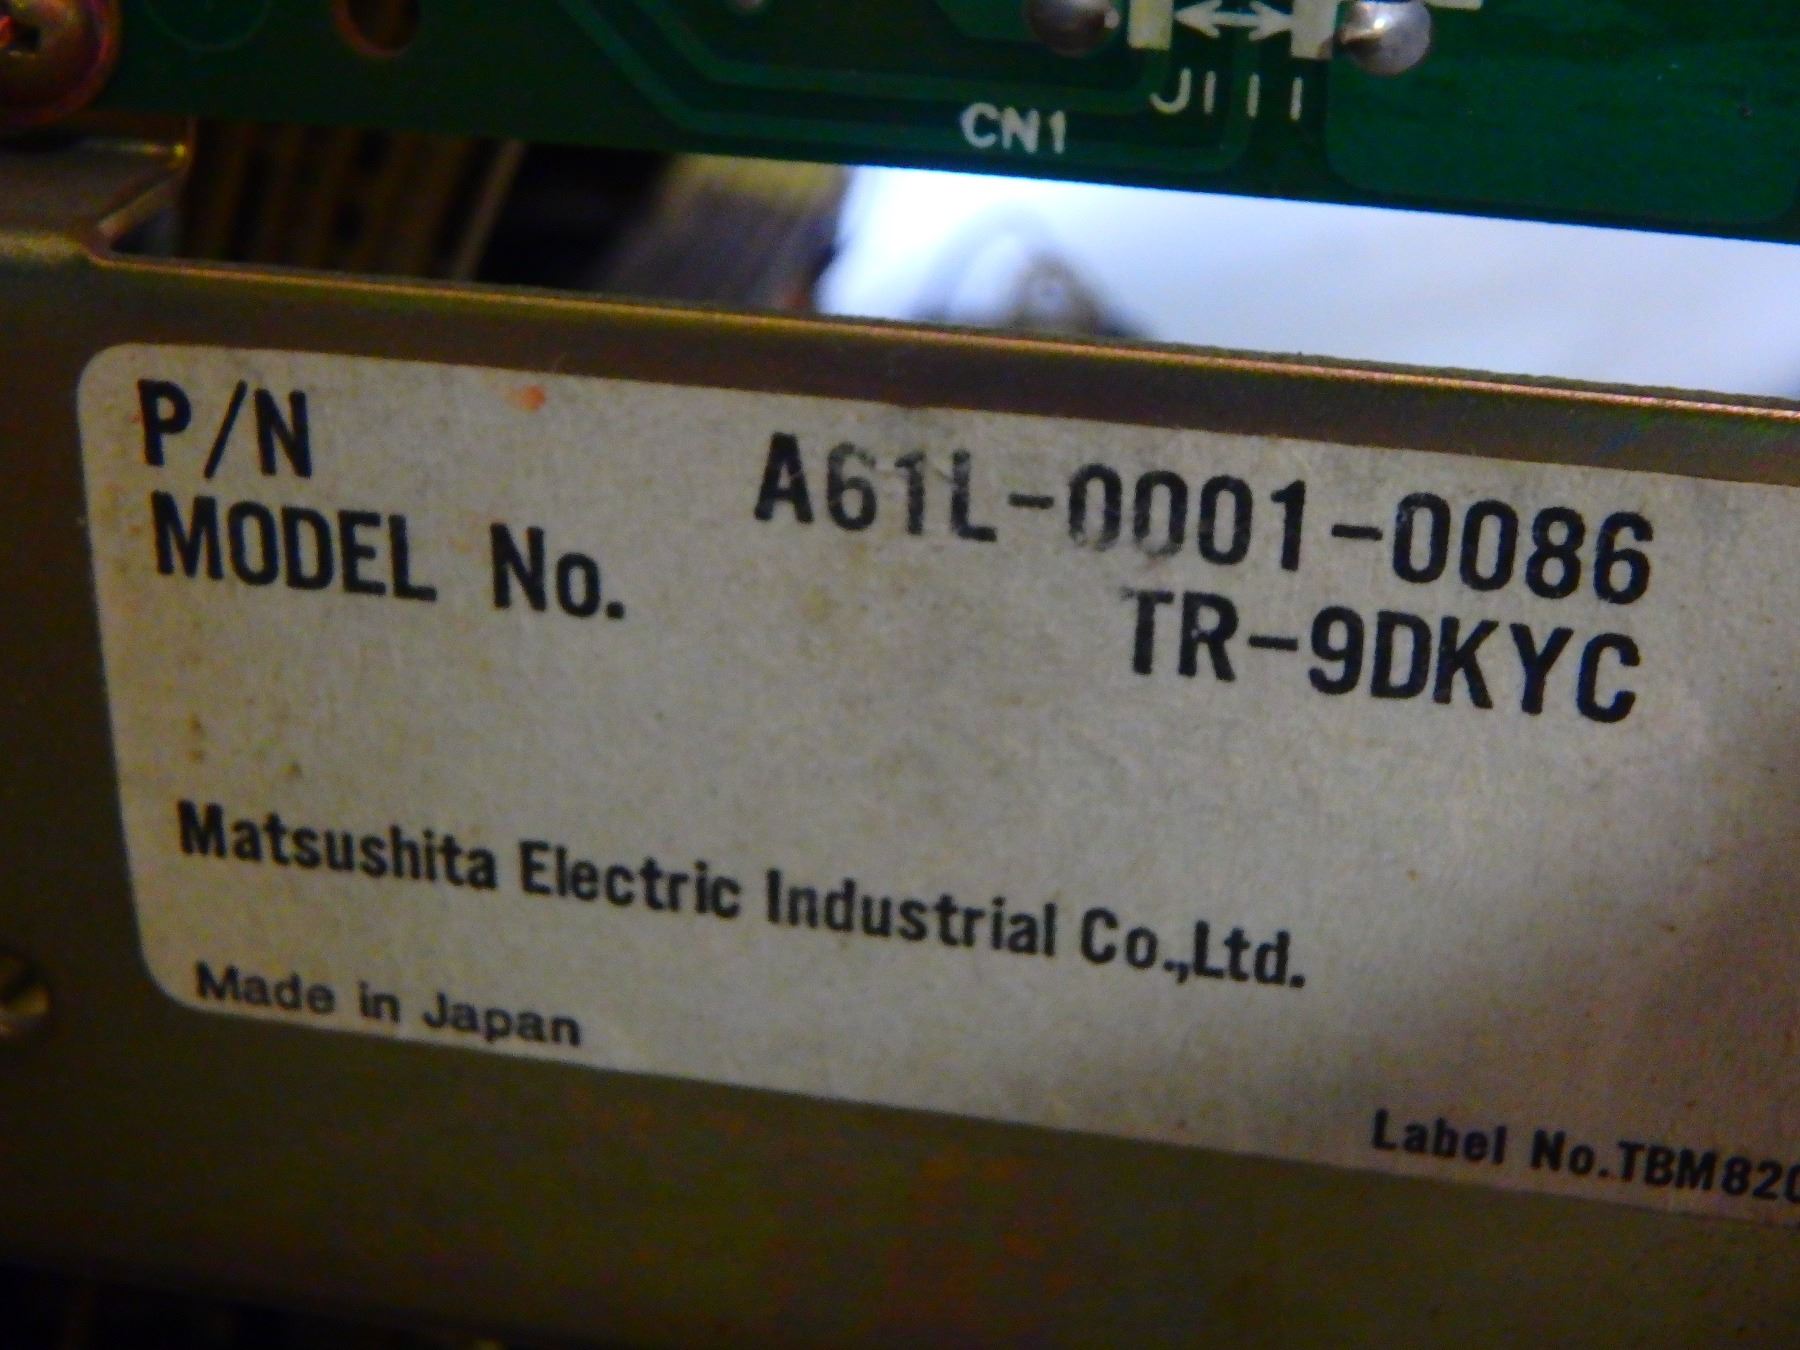 J111
CN1
P/N A61L-0001-0086
MODEL No. TR-9DKYC
Matsushita Electric Industrial Co.,Ltd.
Made in Japan
Label No.TBM820